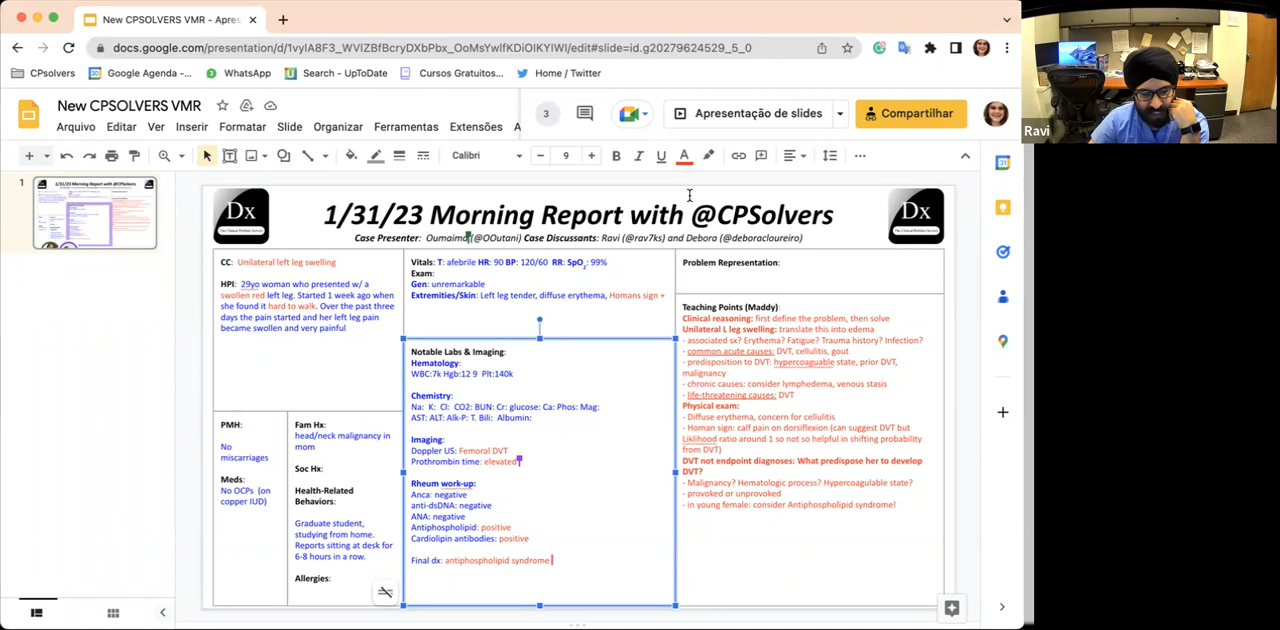 New CPSOLVERS VMR - Apres
docs.google.com/presentation/d/1vyIA8F3_WVIZBfBcryDXbPbx_OoMsYwlfKDiOlKYIWI/edit#slide=id.g20279624529_5_0
CPsolvers
Google Agenda -...
WhatsApp
Search - UpToDate
Cursos Gratuitos...
Home / Twitter
New CPSOLVERS VMR
3
Apresentação de slides
Compartilhar
Arquivo Editar Ver Inserir Formatar Slide Organizar Ferramentas Extensões A
Calibri
9
B I U A
31
1
Dx
1/31/23 Morning Report with @CPSolvers
Case Presenter: Oumaima (@OOutani) Case Discussants: Ravi (@rav7ks) and Debora (@deboracloureiro)
Dx
CC: Unilateral left leg swelling
HPI: 29yo woman who presented w/ a
swollen red left leg. Started 1 week ago when
she found it hard to walk. Over the past three
days the pain started and her left leg pain
became swollen and very painful
PMH:
No
miscarriages
Meds:
No OCPs (on
copper IUD)
Fam Hx:
head/neck malignancy in
mom
Soc Hx:
Health-Related
Behaviors:
Graduate student,
studying from home.
Reports sitting at desk for
6-8 hours in a row.
Allergies:
Vitals: T: afebrile HR: 90 BP: 120/60 RR: SpO2: 99%
Exam:
Gen: unremarkable
Extremities/Skin: Left leg tender, diffuse erythema, Homans sign +
Notable Labs & Imaging:
Hematology:
WBC:7k Hgb:12 9 Plt:140k
Chemistry:
Na: K: Cl: CO2: BUN: Cr: glucose: Ca: Phos: Mag:
AST: ALT: Alk-P: T. Bili: Albumin:
Imaging:
Doppler US: Femoral DVT
Prothrombin time: elevated
Rheum work-up:
Anca: negative
anti-dsDNA: negative
ANA: negative
Antiphospholipid: positive
Cardiolipin antibodies: positive
Final dx: antiphospholipid syndrome
Problem Representation:
Teaching Points (Maddy):
Clinical reasoning: first define the problem, then solve
Unilateral L leg swelling: translate this into edema
- associated sx? Erythema? Fatigue? Trauma history? Infection?
- common acute causes: DVT, cellulitis, gout
- predisposition to DVT: hypercoaguable state, prior DVT,
malignancy
- chronic causes: consider lymphedema, venous stasis
- life-threatening causes: DVT
Physical exam:
- Diffuse erythema, concern for cellulitis
- Homan sign: calf pain on dorsiflexion (can suggest DVT but
Liklihood ratio around 1 so not so helpful in shifting probability
from DVT)
DVT not endpoint diagnoses: What predispose her to develop
DVT?
- Malignancy? Hematologic process? Hypercoagulable state?
- provoked or unprovoked
- in young female: consider Antiphospholipid syndrome!
Ravi